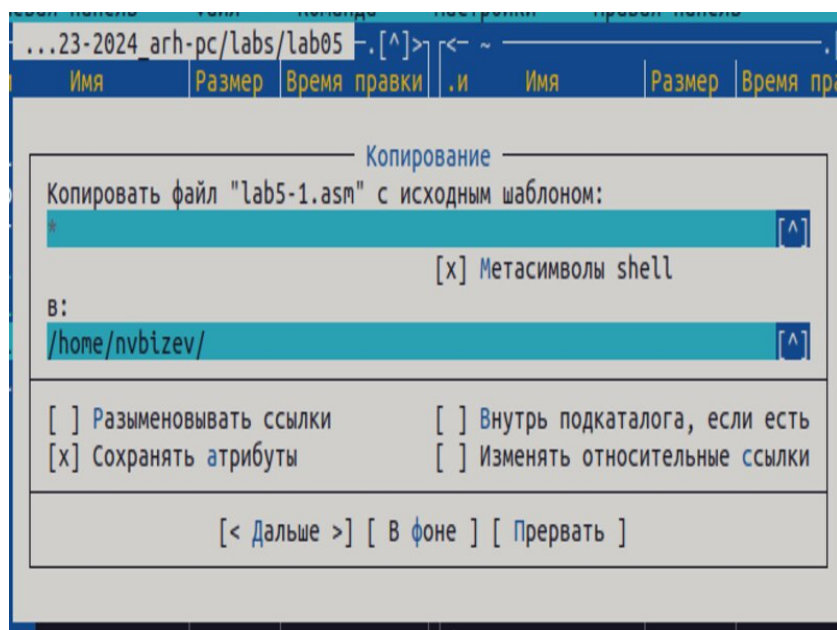 ...23-2024_arh-pc/labs/lab05 .[^]> <- ~
Имя Размер Время правки .и Имя Размер Время
Копирование
Копировать файл "lab5-1.asm" с исходным шаблоном:
* [^]
[x] Метасимволы shell
в:
/home/nvbizev/ [^]
[ ] Разыменовывать ссылки [ ] Внутрь подкаталога, если есть
[x] Сохранять атрибуты [ ] Изменять относительные ссылки
[< Дальше >] [ В фоне ] [ Прервать ]